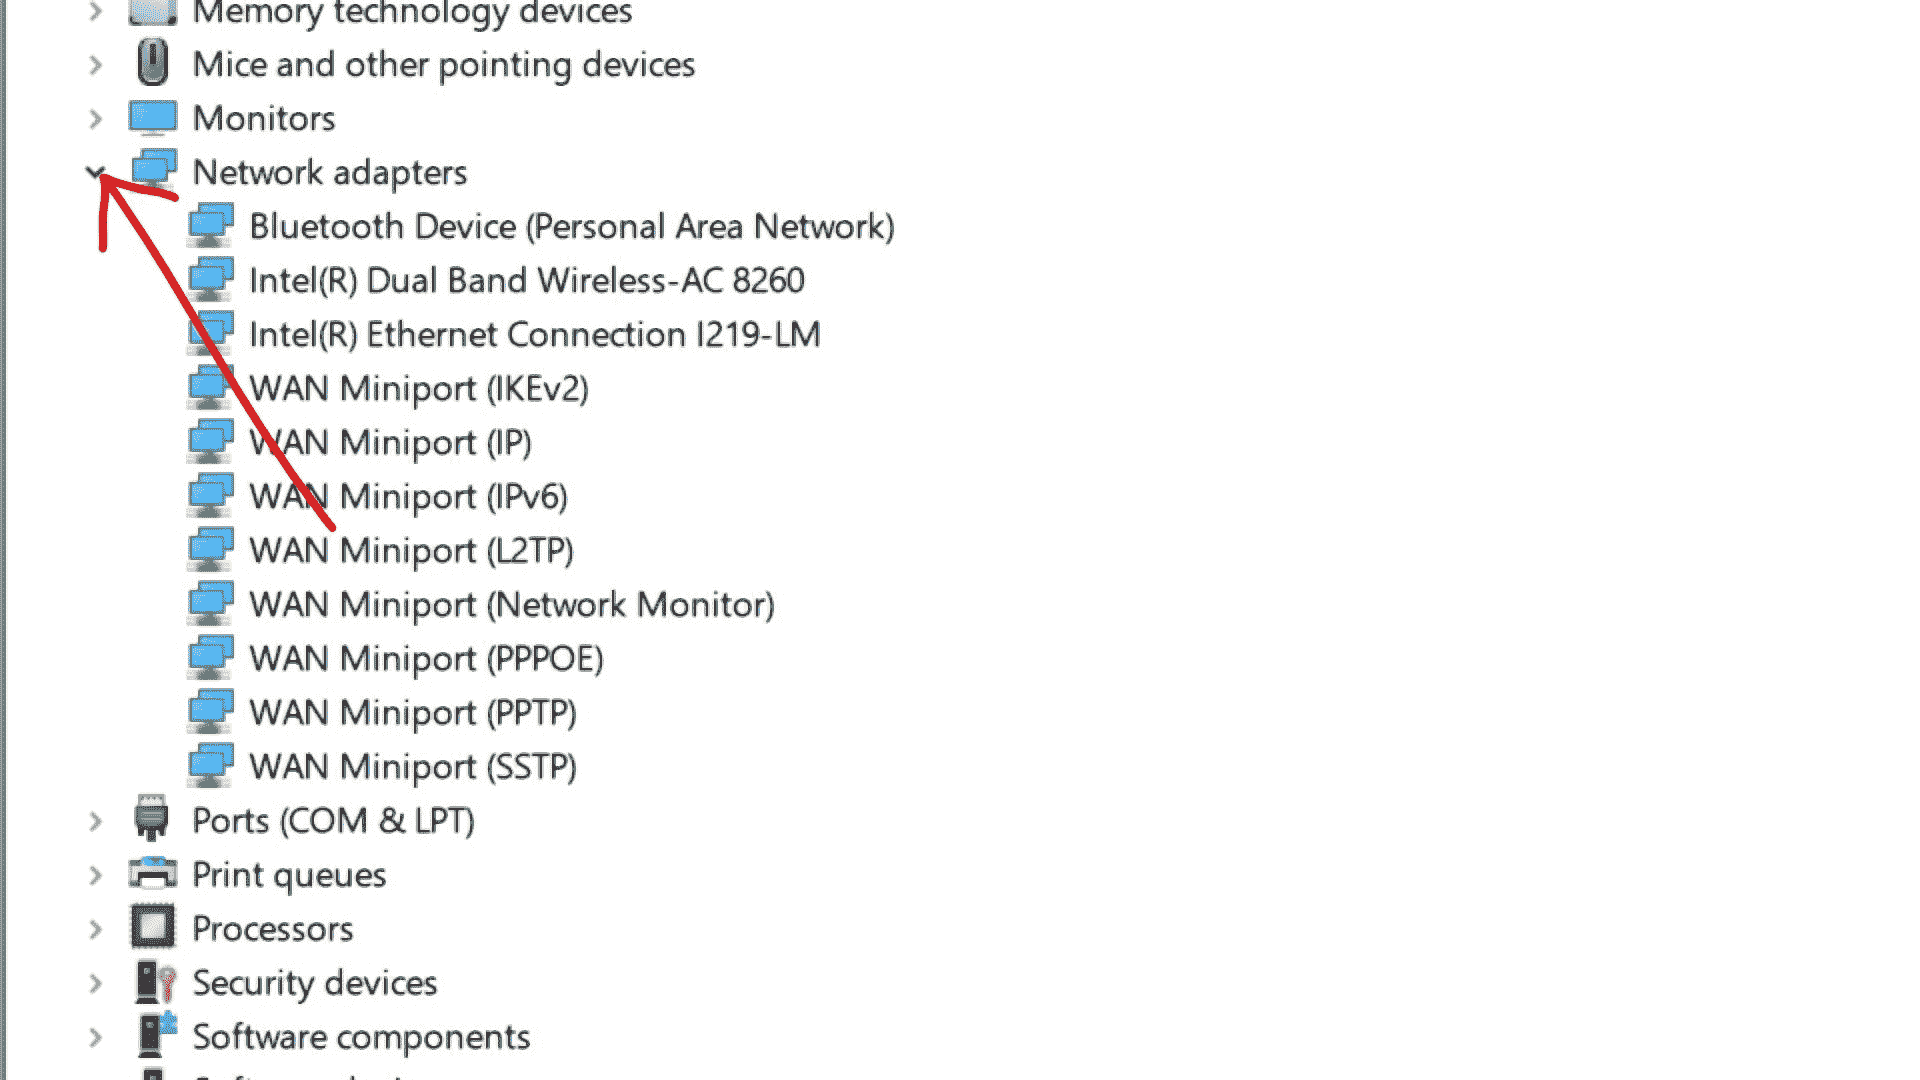 Memory technology devices
Mice and other pointing devices
Monitors
Network adapters
Bluetooth Device (Personal Area Network)
Intel(R) Dual Band Wireless-AC 8260
Intel(R) Ethernet Connection I219-LM
WAN Miniport (IKEv2)
WAN Miniport (IP)
WAN Miniport (IPv6)
WAN Miniport (L2TP)
WAN Miniport (Network Monitor)
WAN Miniport (PPPOE)
WAN Miniport (PPTP)
WAN Miniport (SSTP)
Ports (COM & LPT)
Print queues
Processors
Security devices
Software components